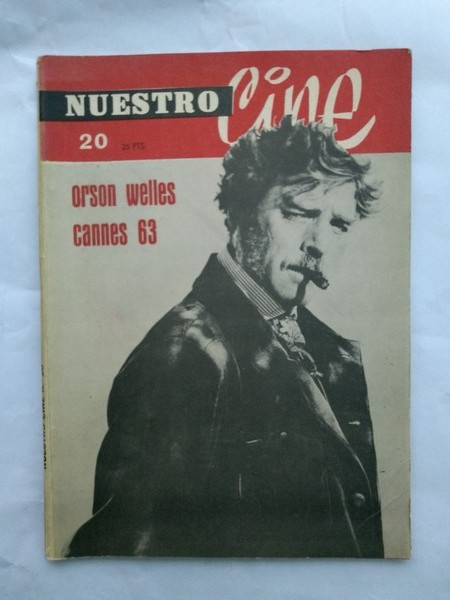 NUESTRO cine
20 25 PTS.
orson welles
cannes 63